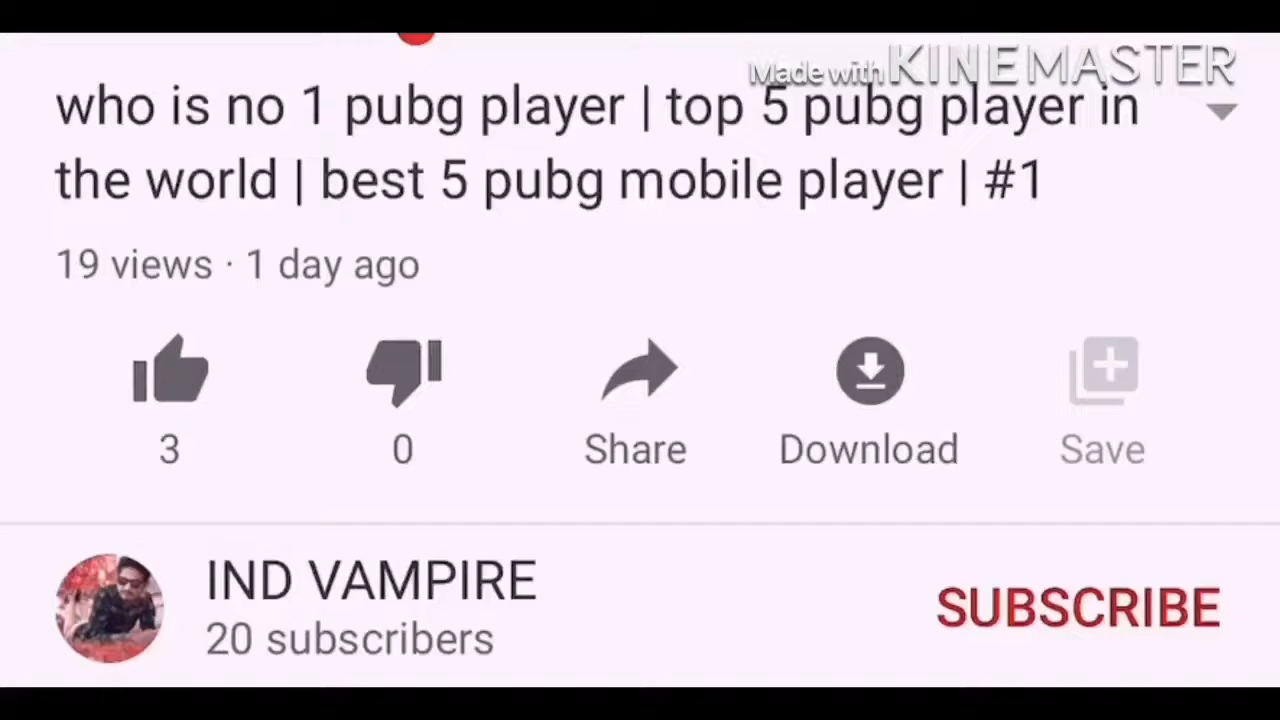 Made with KINEMASTER
who is no 1 pubg player | top 5 pubg player in
the world | best 5 pubg mobile player | #1
19 views · 1 day ago
3
0
Share
Download
Save
IND VAMPIRE
20 subscribers
SUBSCRIBE